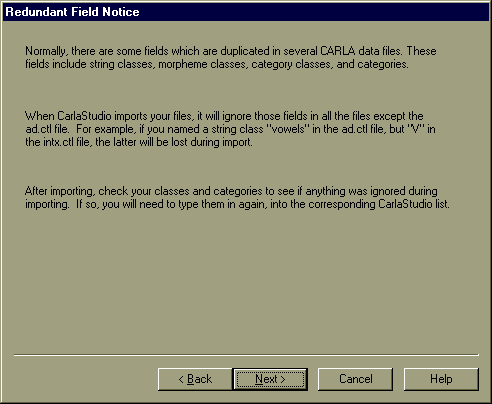 Redundant Field Notice
Normally, there are some fields which are duplicated in several CARLA data files. These
fields include string classes, morpheme classes, category classes, and categories.
When CarlaStudio imports your files, it will ignore those fields in all the files except the
ad.ctl file. For example, if you named a string class "vowels" in the ad.ctl file, but "V" in
the intx.ctl file, the latter will be lost during import.
After importing, check your classes and categories to see if anything was ignored during
importing. If so, you will need to type them in again, into the corresponding CarlaStudio list.
< Back Next > Cancel Help